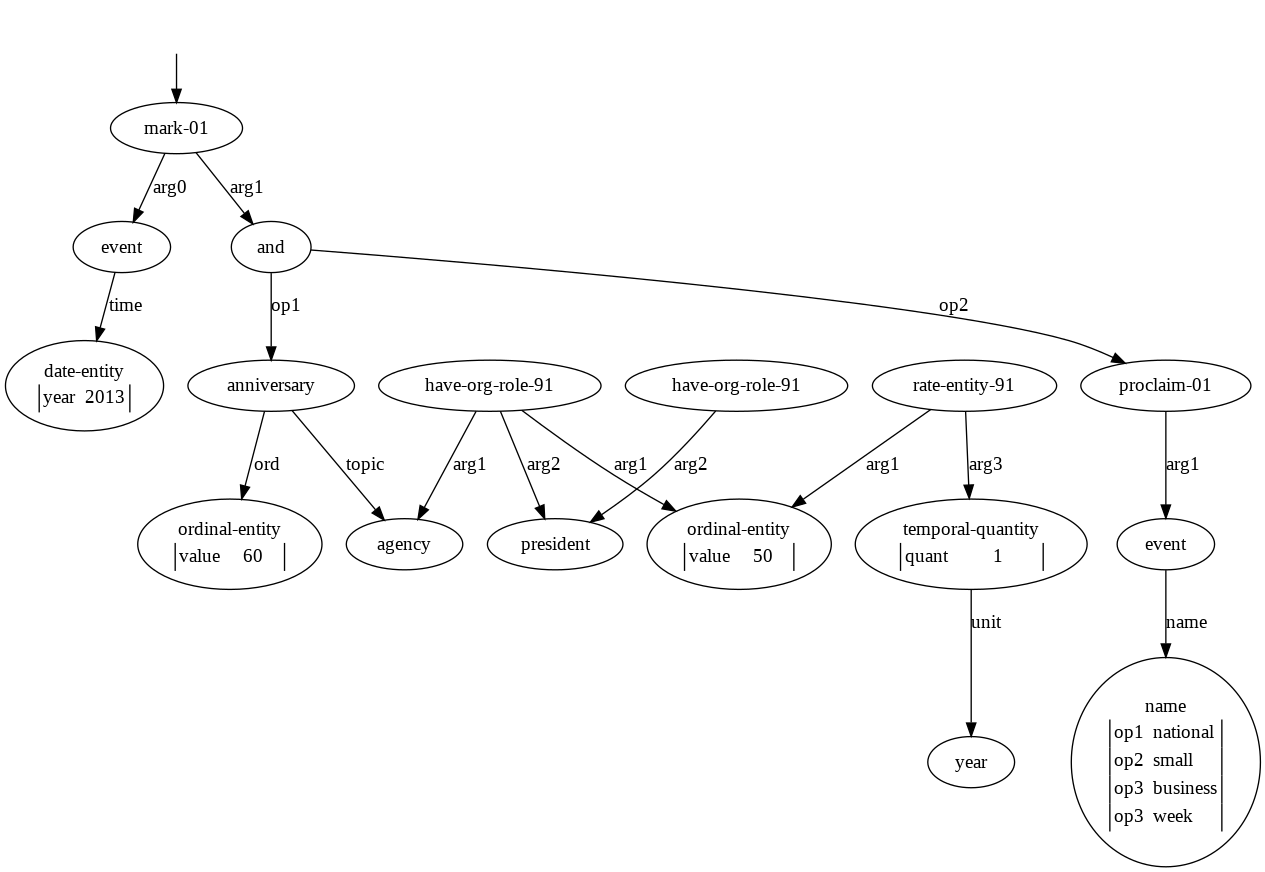 mark-01
arg0
arg1
event
and
time
op1
op2
date-entity
year 2013
anniversary
have-org-role-91
have-org-role-91
rate-entity-91
proclaim-01
ord
topic
arg1
arg2
arg1
arg2
arg1
arg3
arg1
ordinal-entity
value 60
agency
president
ordinal-entity
value 50
temporal-quantity
quant 1
event
unit
name
year
name
op1 national
op2 small
op3 business
op3 week